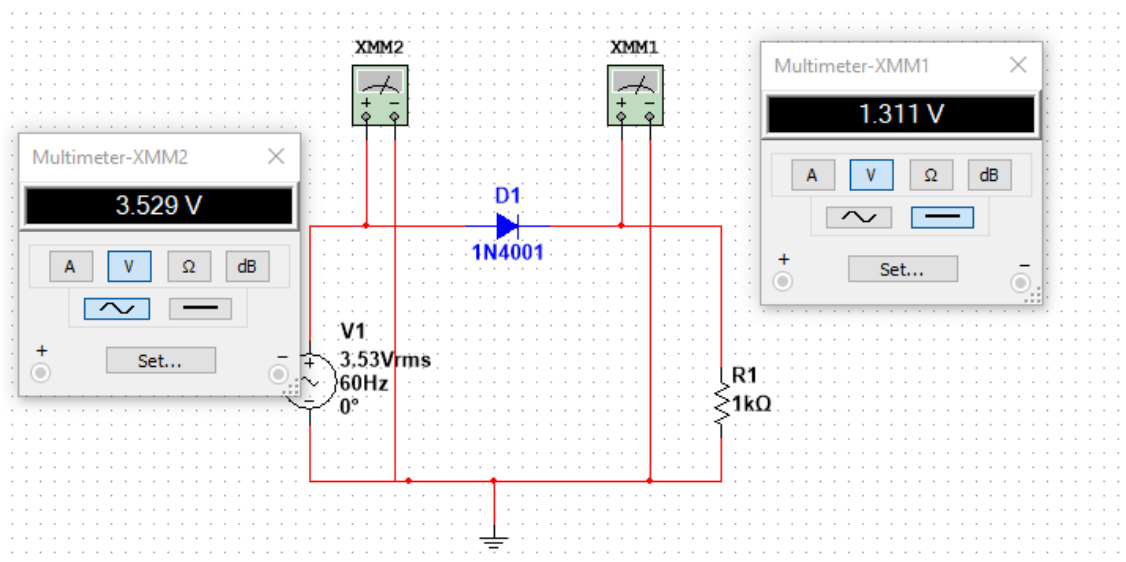 XMM2
XMM1
Multimeter-XMM1
1.311 V
A V Ω dB
+ Set... −
Multimeter-XMM2
3.529 V
A V Ω dB
+ Set... −
D1
1N4001
V1
3,53Vrms
60Hz
0°
R1
1kΩ